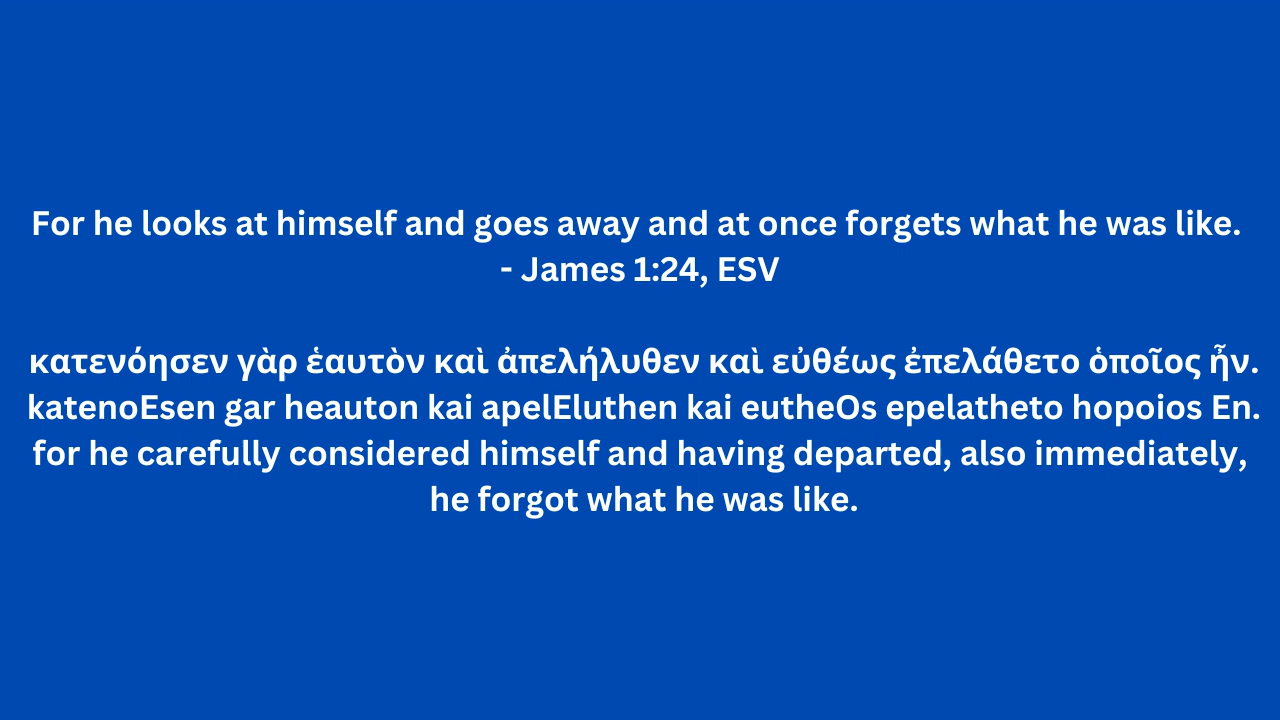 For he looks at himself and goes away and at once forgets what he was like.
- James 1:24, ESV
κατενόησεν γὰρ ἑαυτὸν καὶ ἀπελήλυθεν καὶ εὐθέως ἐπελάθετο ὁποῖος ἦν.
katenoEsen gar heauton kai apelEluthen kai eutheOs epelatheto hopoios En.
for he carefully considered himself and having departed, also immediately,
he forgot what he was like.